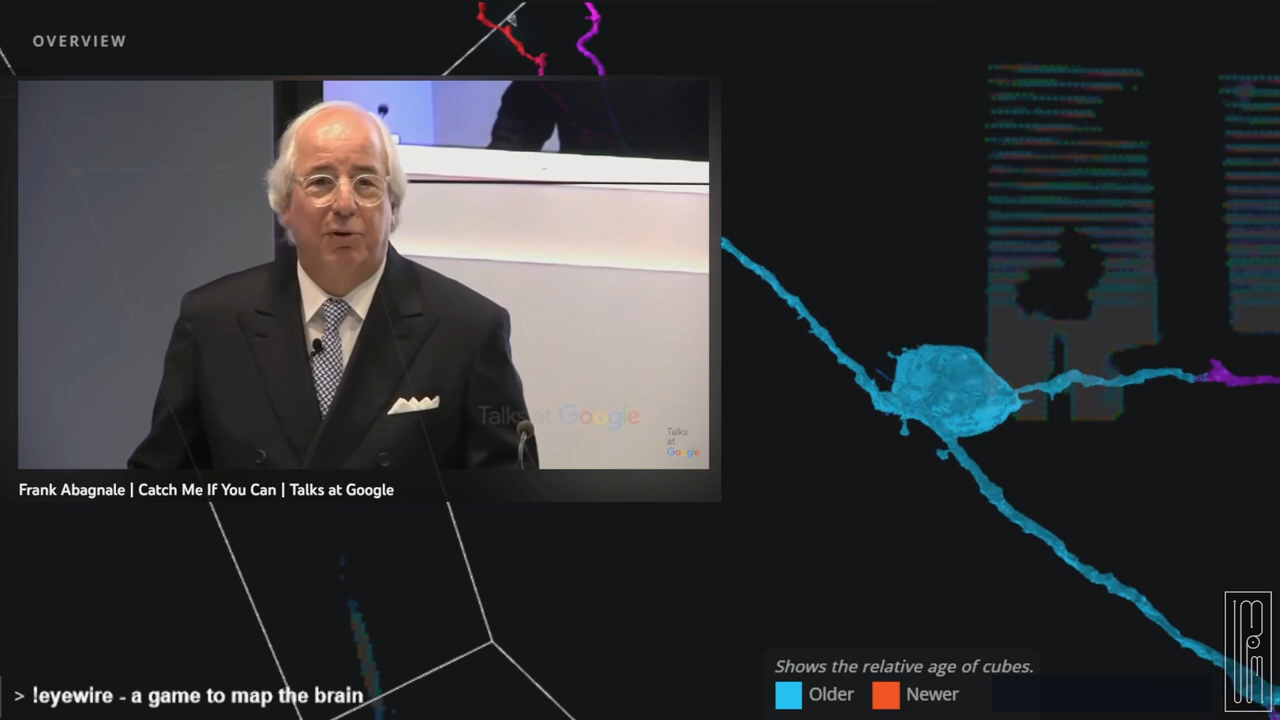 OVERVIEW
Talks at Google
Talks
at
Google
Frank Abagnale | Catch Me If You Can | Talks at Google
> !eyewire - a game to map the brain
Shows the relative age of cubes.
Older
Newer